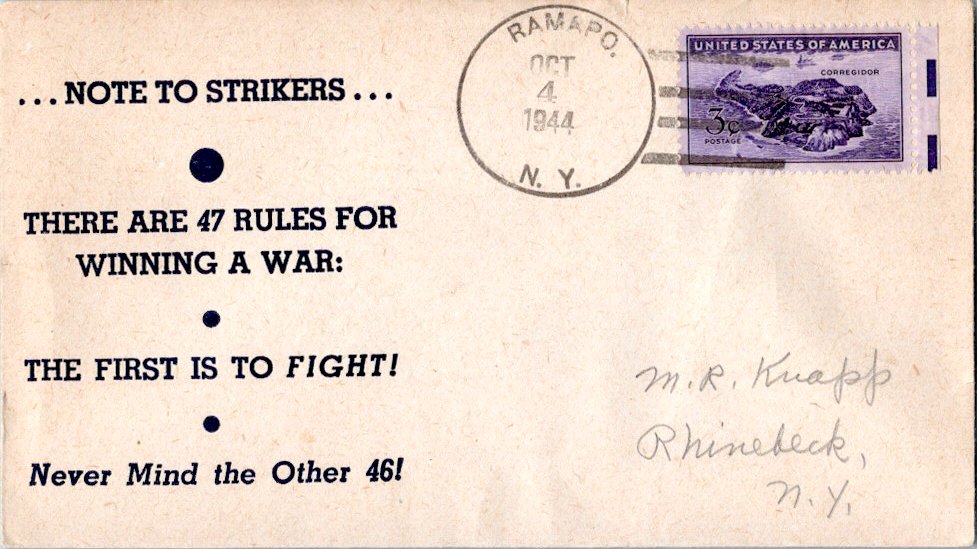 ... NOTE TO STRIKERS ...
THERE ARE 47 RULES FOR
WINNING A WAR:
THE FIRST IS TO FIGHT!
Never Mind the Other 46!
RAMAPO.
OCT
4
1944
N. Y.
UNITED STATES OF AMERICA
CORREGIDOR
3¢
POSTAGE
M. R. Knapp
Rhinebeck,
N. Y.